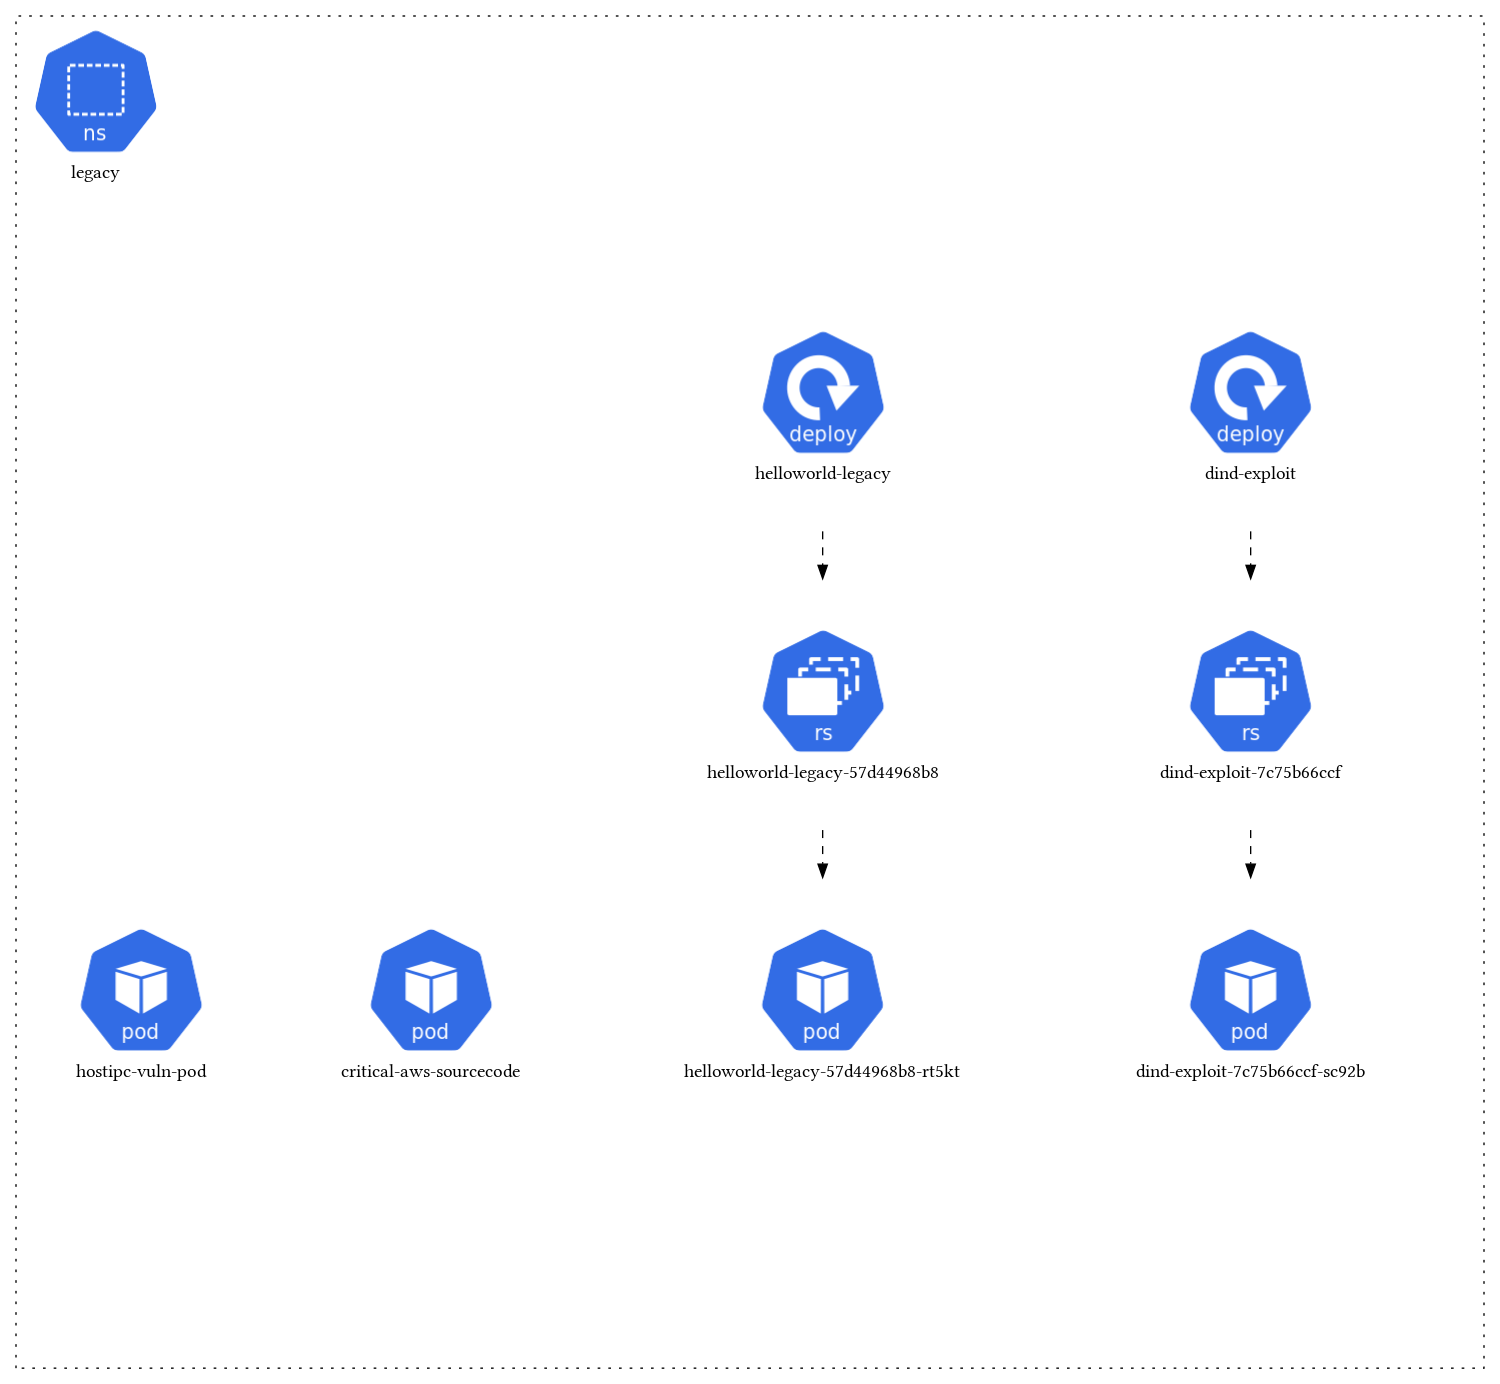 ns
legacy
deploy
helloworld-legacy
deploy
dind-exploit
rs
helloworld-legacy-57d44968b8
rs
dind-exploit-7c75b66ccf
pod
hostipc-vuln-pod
pod
critical-aws-sourcecode
pod
helloworld-legacy-57d44968b8-rt5kt
pod
dind-exploit-7c75b66ccf-sc92b